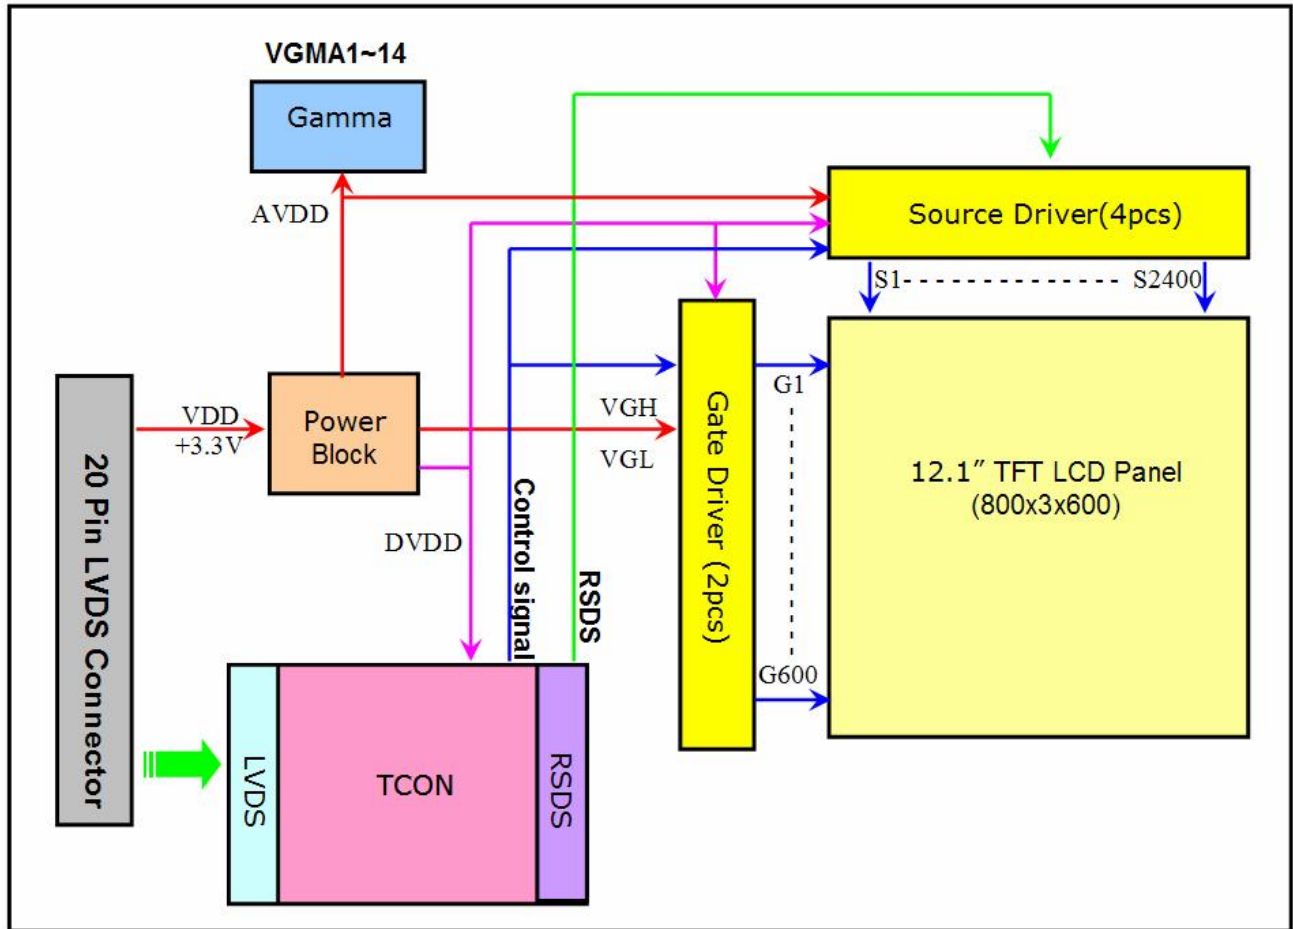 VGMA1~14
Gamma
AVDD
Source Driver(4pcs)
S1- - - - - - - - - - - - - - S2400
VDD
+3.3V
Power
Block
VGH
VGL
G1
Gate Driver (2pcs)
12.1″ TFT LCD Panel
(800x3x600)
20 Pin LVDS Connector
DVDD
Control signal
RSDS
G600
LVDS
TCON
RSDS